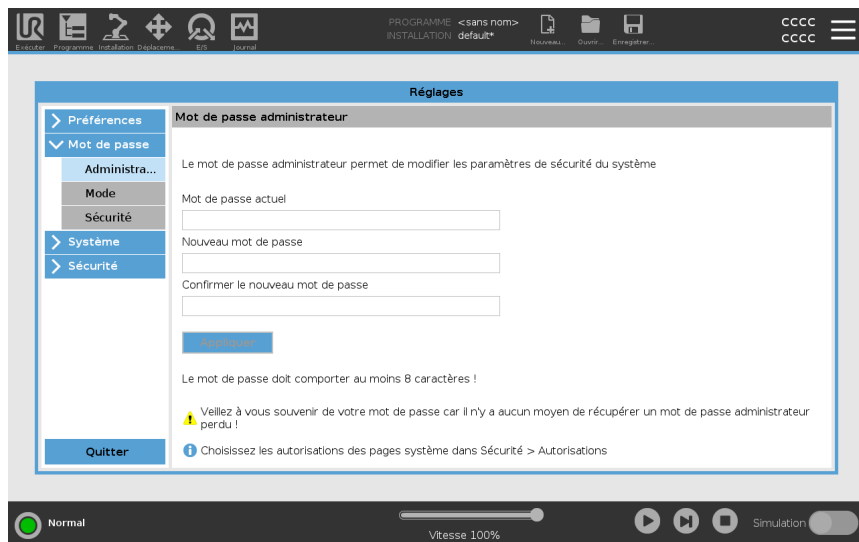 PROGRAMME <sans nom>
INSTALLATION default*
CCCC
CCCC
UR
Exécuter Programme Installation Déplaceme... E/S Journal Nouveau... Ouvrir... Enregistrer...
Réglages
Préférences
Mot de passe
Administra...
Mode
Sécurité
Système
Sécurité
Quitter
Mot de passe administrateur
Le mot de passe administrateur permet de modifier les paramètres de sécurité du système
Mot de passe actuel
Nouveau mot de passe
Confirmer le nouveau mot de passe
Appliquer
Le mot de passe doit comporter au moins 8 caractères !
Veillez à vous souvenir de votre mot de passe car il n'y a aucun moyen de récupérer un mot de passe administrateur
perdu !
Choisissez les autorisations des pages système dans Sécurité > Autorisations
Normal
Vitesse 100%
Simulation